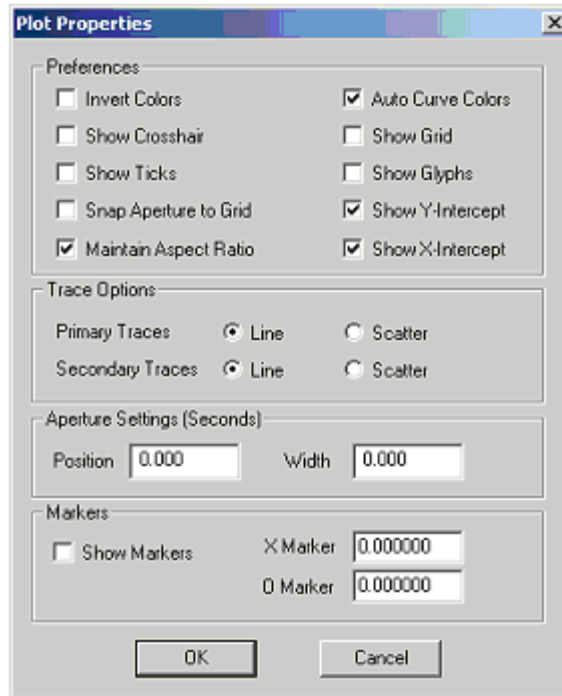 Plot Properties
Preferences
Invert Colors
Auto Curve Colors
Show Crosshair
Show Grid
Show Ticks
Show Glyphs
Snap Aperture to Grid
Show Y-Intercept
Maintain Aspect Ratio
Show X-Intercept
Trace Options
Primary Traces Line Scatter
Secondary Traces Line Scatter
Aperture Settings (Seconds)
Position 0.000 Width 0.000
Markers
Show Markers
X Marker 0.000000
O Marker 0.000000
OK Cancel